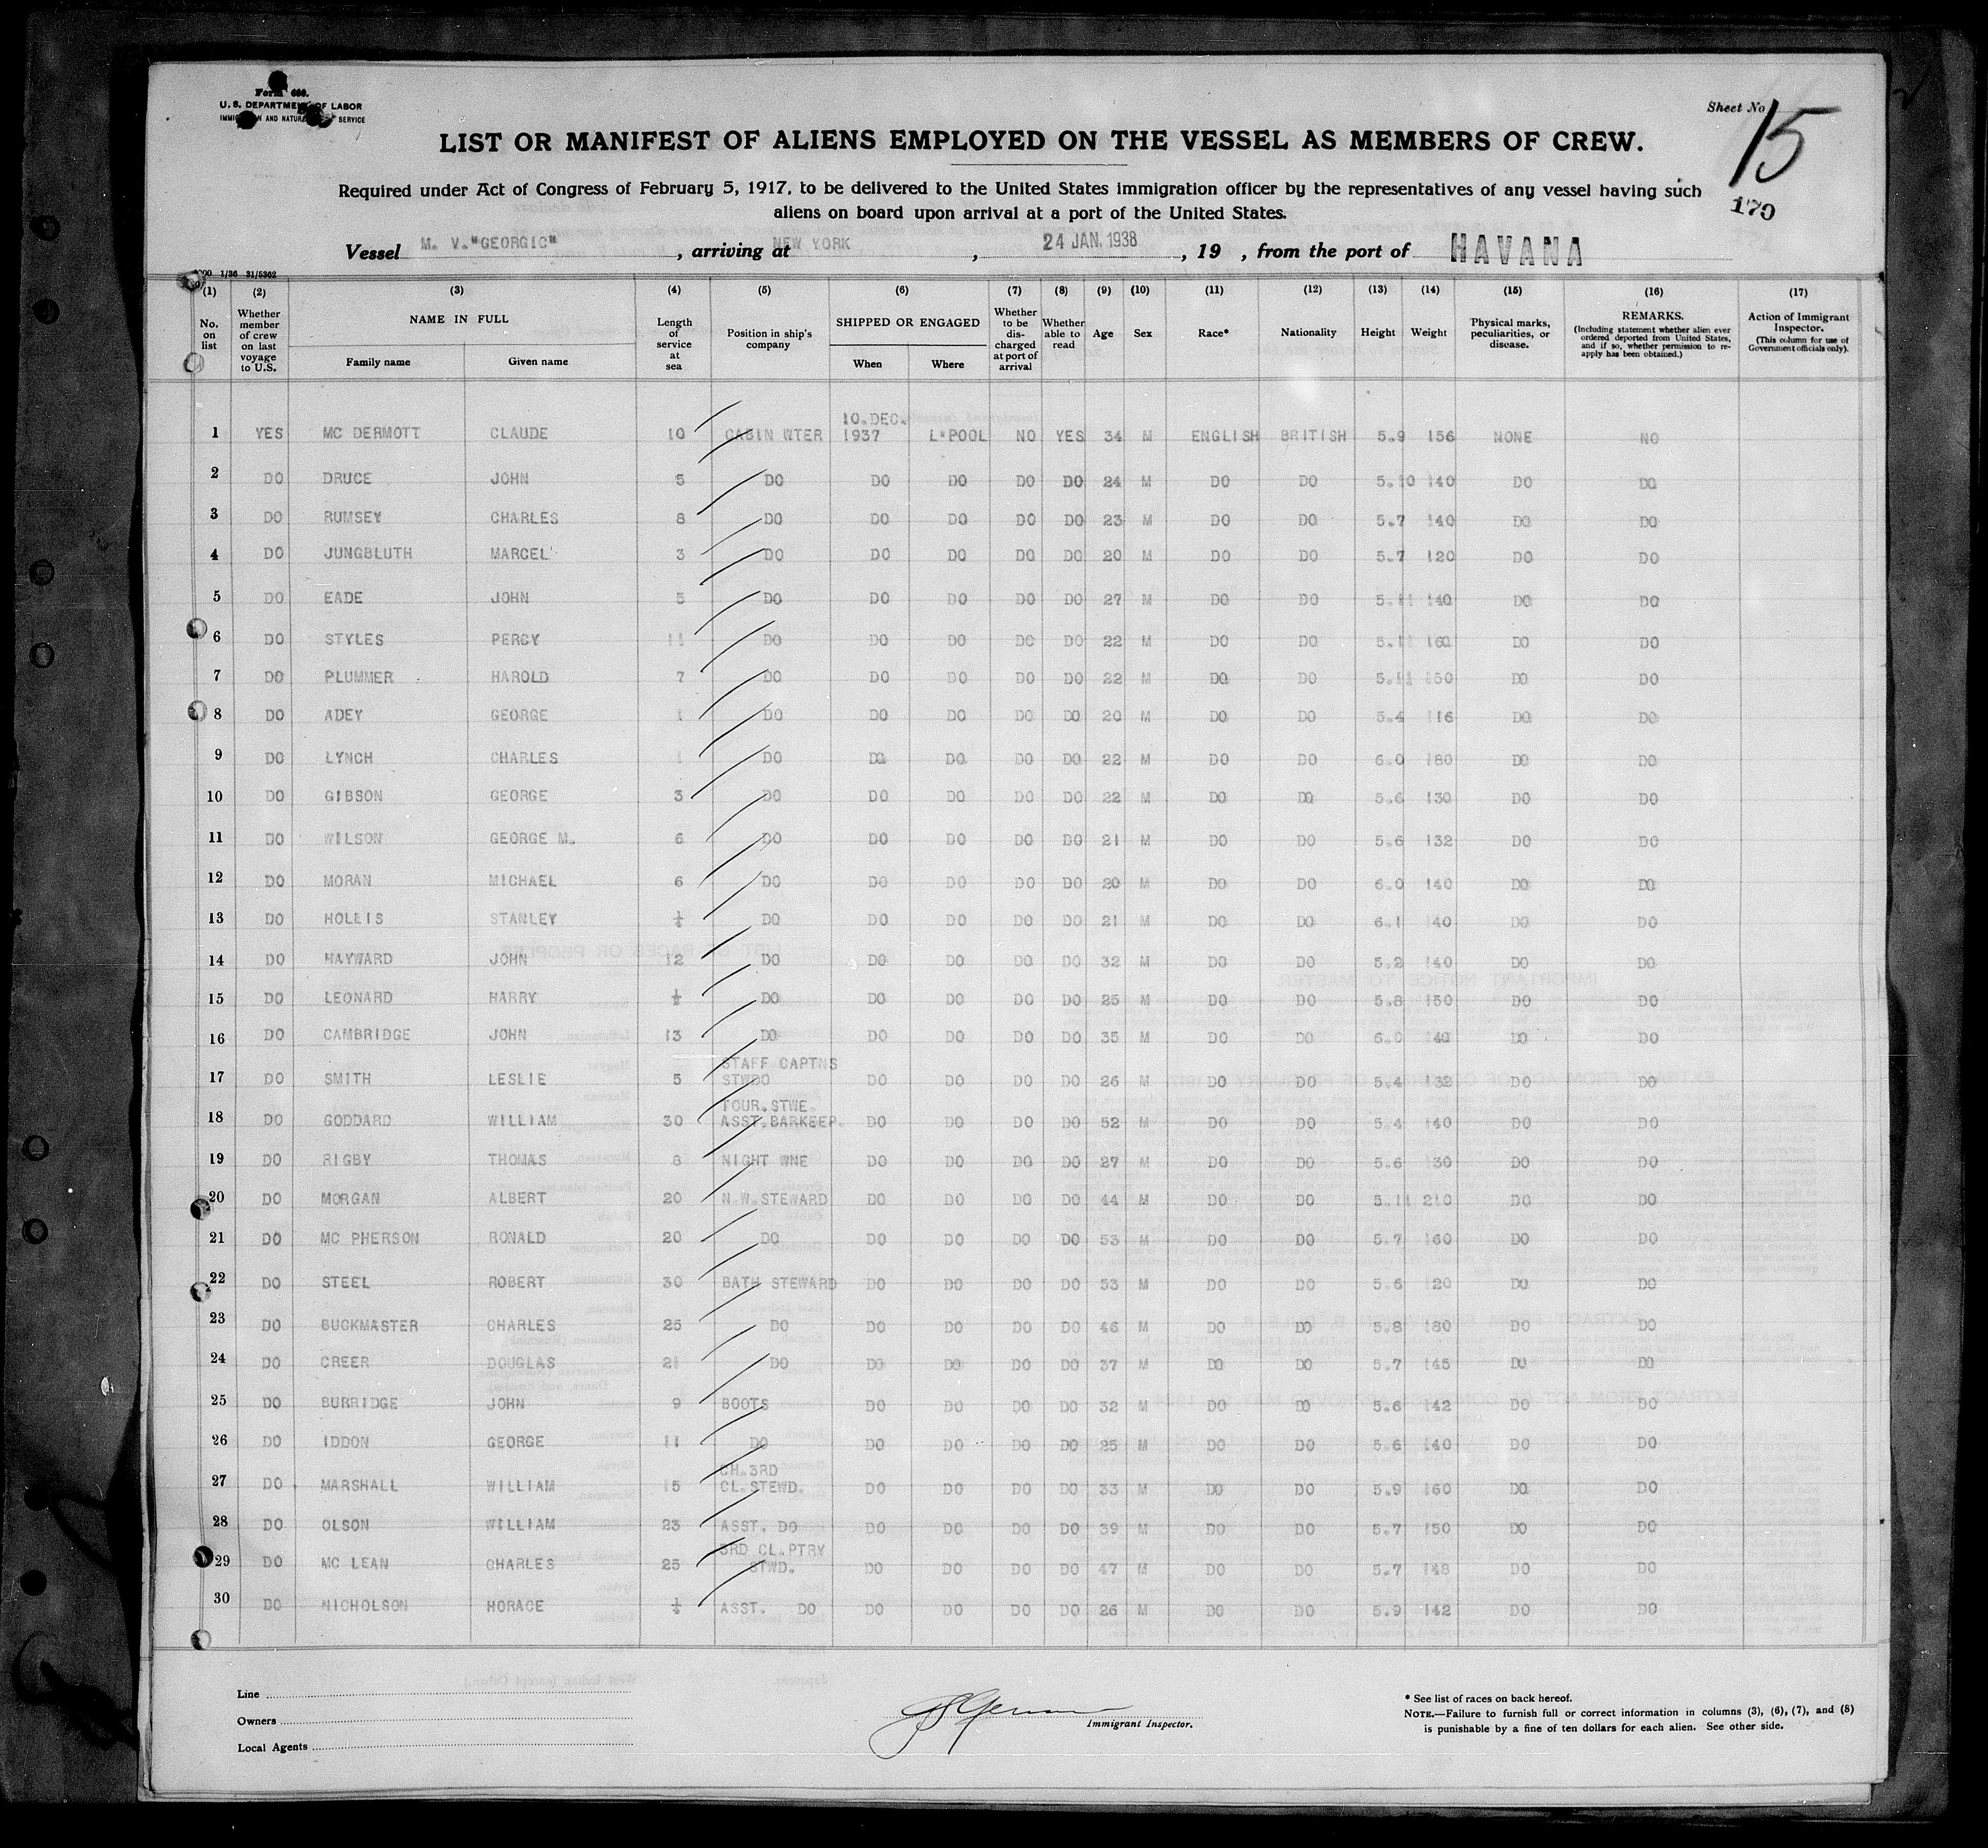 Form 680.
U. S. DEPARTMENT OF LABOR
IMMIGRATION AND NATURALIZATION SERVICE
Sheet No. 15
170
LIST OR MANIFEST OF ALIENS EMPLOYED ON THE VESSEL AS MEMBERS OF CREW.
Required under Act of Congress of February 5, 1917, to be delivered to the United States immigration officer by the representatives of any vessel having such
aliens on board upon arrival at a port of the United States.
Vessel M. V. "GEORGIC", arriving at NEW YORK, 24 JAN. 1938, 19 , from the port of HAVANA
1/36 31/5362
(1) (2) (3) (4) (5) (6) (7) (8) (9) (10) (11) (12) (13) (14) (15) (16) (17)
No. on list
Whether member of crew on last voyage to U.S.
NAME IN FULL
Family name Given name
Length of service at sea
Position in ship's company
SHIPPED OR ENGAGED
When Where
Whether to be discharged at port of arrival
Whether able to read
Age
Sex
Race*
Nationality
Height
Weight
Physical marks, peculiarities, or disease.
REMARKS.
(Including statement whether alien ever ordered deported from United States, and if so, whether permission to reapply has been obtained.)
Action of Immigrant Inspector.
(This column for use of Government officials only).
1 YES MC DERMOTT CLAUDE 10 CABIN WTER 10.DEC. 1937 L'POOL NO YES 34 M ENGLISH BRITISH 5.9 156 NONE NO
2 DO DRUCE JOHN 5 DO DO DO DO DO 24 M DO DO 5.10 140 DO DO
3 DO RUMSEY CHARLES 8 DO DO DO DO DO 23 M DO DO 5.7 140 DO DO
4 DO JUNGBLUTH MARCEL 3 DO DO DO DO DO 20 M DO DO 5.7 120 DO DO
5 DO EADE JOHN 5 DO DO DO DO DO 27 M DO DO 5.11 140 DO DO
6 DO STYLES PERCY 11 DO DO DO DO DO 22 M DO DO 5.11 160 DO DO
7 DO PLUMMER HAROLD 7 DO DO DO DO DO 22 M DO DO 5.11 150 DO DO
8 DO ADEY GEORGE 1 DO DO DO DO DO 20 M DO DO 5.4 116 DO DO
9 DO LYNCH CHARLES 1 DO DO DO DO DO 22 M DO DO 6.0 180 DO DO
10 DO GIBSON GEORGE 3 DO DO DO DO DO 22 M DO DO 5.6 130 DO DO
11 DO WILSON GEORGE M. 6 DO DO DO DO DO 21 M DO DO 5.6 132 DO DO
12 DO MORAN MICHAEL 6 DO DO DO DO DO 20 M DO DO 6.0 140 DO DO
13 DO HOLLIS STANLEY DO DO DO DO DO 21 M DO DO 6.1 140 DO DO
14 DO HAYWARD JOHN 12 DO DO DO DO DO 32 M DO DO 5.2 140 DO DO
15 DO LEONARD HARRY DO DO DO DO DO 25 M DO DO 5.8 150 DO DO
16 DO CAMBRIDGE JOHN 13 DO DO DO DO DO 35 M DO DO 6.0 140 DO DO
17 DO SMITH LESLIE 5 STAFF CAPTNS STWDO DO DO DO DO 26 M DO DO 5.4 132 DO DO
18 DO GODDARD WILLIAM 30 TOUR.STWE. ASST.BARKEEP. DO DO DO DO 52 M DO DO 5.4 140 DO DO
19 DO RIGBY THOMAS 8 NIGHT WNE DO DO DO DO 27 M DO DO 5.6 130 DO DO
20 DO MORGAN ALBERT 20 N.W.STEWARD DO DO DO DO 44 M DO DO 5.11 210 DO DO
21 DO MC PHERSON RONALD 20 DO DO DO DO DO 53 M DO DO 5.7 160 DO DO
22 DO STEEL ROBERT 30 BATH STEWARD DO DO DO DO 53 M DO DO 5.6 120 DO DO
23 DO BUCKMASTER CHARLES 25 DO DO DO DO DO 46 M DO DO 5.8 180 DO DO
24 DO CREER DOUGLAS 21 DO DO DO DO DO 37 M DO DO 5.7 145 DO DO
25 DO BURRIDGE JOHN 9 BOOTS DO DO DO DO 32 M DO DO 5.6 142 DO DO
26 DO IDDON GEORGE 11 DO DO DO DO DO 25 M DO DO 5.6 140 DO DO
27 DO MARSHALL WILLIAM 15 CH.3RD CL.STEWD. DO DO DO DO 33 M DO DO 5.9 160 DO DO
28 DO OLSON WILLIAM 23 ASST. DO DO DO DO DO 39 M DO DO 5.7 150 DO DO
29 DO MC LEAN CHARLES 25 3RD CL.PTRY STWD. DO DO DO DO 47 M DO DO 5.7 148 DO DO
30 DO NICHOLSON HORACE ASST. DO DO DO DO DO 26 M DO DO 5.9 142 DO DO
Line
Owners
Local Agents
Immigrant Inspector.
* See list of races on back hereof.
NOTE.—Failure to furnish full or correct information in columns (3), (6), (7), and (8)
is punishable by a fine of ten dollars for each alien. See other side.